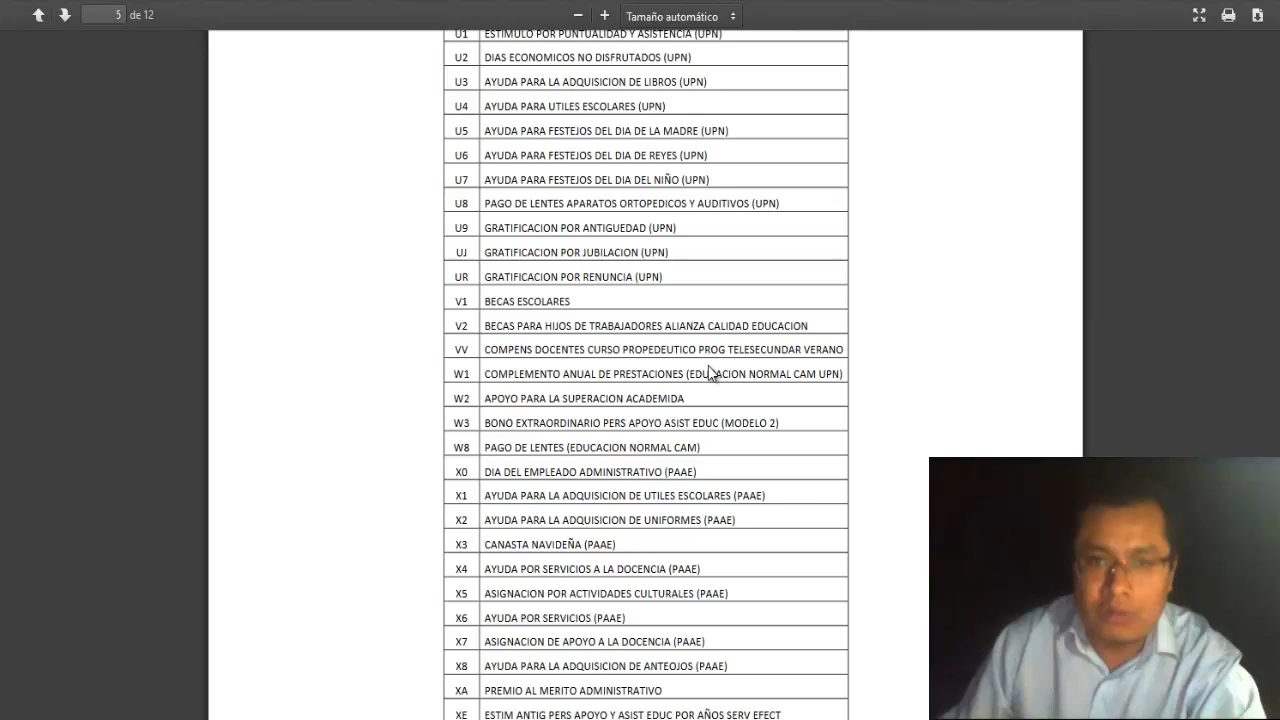 5 de 12 Tamaño automático
U1 ESTIMULO POR PUNTUALIDAD Y ASISTENCIA (UPN)
U2 DIAS ECONOMICOS NO DISFRUTADOS (UPN)
U3 AYUDA PARA LA ADQUISICION DE LIBROS (UPN)
U4 AYUDA PARA UTILES ESCOLARES (UPN)
U5 AYUDA PARA FESTEJOS DEL DIA DE LA MADRE (UPN)
U6 AYUDA PARA FESTEJOS DEL DIA DE REYES (UPN)
U7 AYUDA PARA FESTEJOS DEL DIA DEL NIÑO (UPN)
U8 PAGO DE LENTES APARATOS ORTOPEDICOS Y AUDITIVOS (UPN)
U9 GRATIFICACION POR ANTIGUEDAD (UPN)
UJ GRATIFICACION POR JUBILACION (UPN)
UR GRATIFICACION POR RENUNCIA (UPN)
V1 BECAS ESCOLARES
V2 BECAS PARA HIJOS DE TRABAJADORES ALIANZA CALIDAD EDUCACION
VV COMPENS DOCENTES CURSO PROPEDEUTICO PROG TELESECUNDAR VERANO
W1 COMPLEMENTO ANUAL DE PRESTACIONES (EDUCACION NORMAL CAM UPN)
W2 APOYO PARA LA SUPERACION ACADEMIDA
W3 BONO EXTRAORDINARIO PERS APOYO ASIST EDUC (MODELO 2)
W8 PAGO DE LENTES (EDUCACION NORMAL CAM)
X0 DIA DEL EMPLEADO ADMINISTRATIVO (PAAE)
X1 AYUDA PARA LA ADQUISICION DE UTILES ESCOLARES (PAAE)
X2 AYUDA PARA LA ADQUISICION DE UNIFORMES (PAAE)
X3 CANASTA NAVIDEÑA (PAAE)
X4 AYUDA POR SERVICIOS A LA DOCENCIA (PAAE)
X5 ASIGNACION POR ACTIVIDADES CULTURALES (PAAE)
X6 AYUDA POR SERVICIOS (PAAE)
X7 ASIGNACION DE APOYO A LA DOCENCIA (PAAE)
X8 AYUDA PARA LA ADQUISICION DE ANTEOJOS (PAAE)
XA PREMIO AL MERITO ADMINISTRATIVO
XE ESTIM ANTIG PERS APOYO Y ASIST EDUC POR AÑOS SERV EFECT